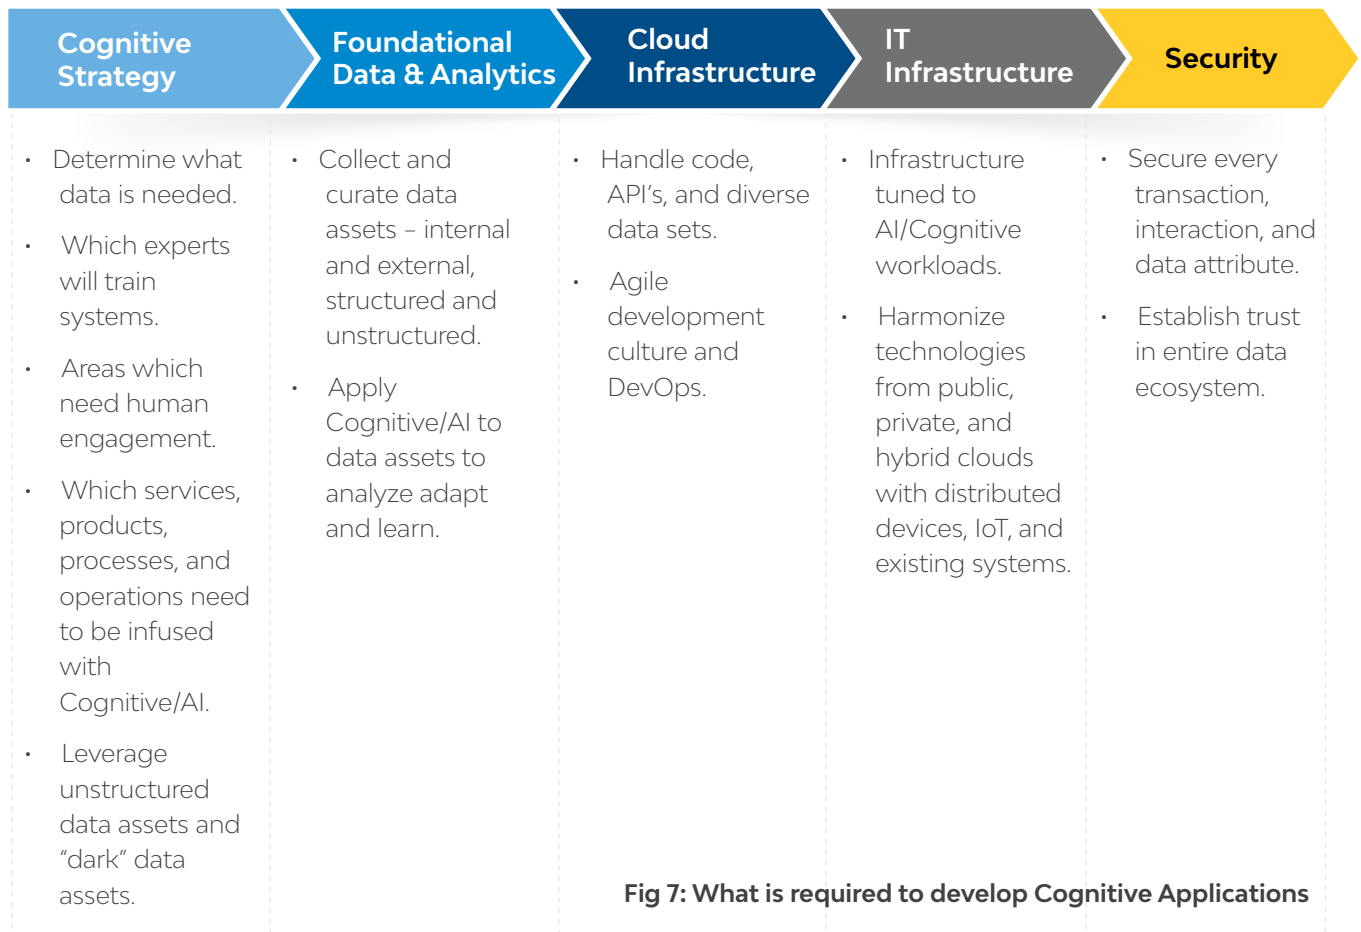 Cognitive
Strategy
Foundational
Data & Analytics
Cloud
Infrastructure
IT
Infrastructure
Security
• Determine what
data is needed.
• Which experts
will train
systems.
• Areas which
need human
engagement.
• Which services,
products,
processes, and
operations need
to be infused
with
Cognitive/AI.
• Leverage
unstructured
data assets and
“dark” data
assets.
• Collect and
curate data
assets – internal
and external,
structured and
unstructured.
• Apply
Cognitive/AI to
data assets to
analyze adapt
and learn.
• Handle code,
API’s, and diverse
data sets.
• Agile
development
culture and
DevOps.
• Infrastructure
tuned to
AI/Cognitive
workloads.
• Harmonize
technologies
from public,
private, and
hybrid clouds
with distributed
devices, IoT, and
existing systems.
• Secure every
transaction,
interaction, and
data attribute.
• Establish trust
in entire data
ecosystem.
Fig 7: What is required to develop Cognitive Applications